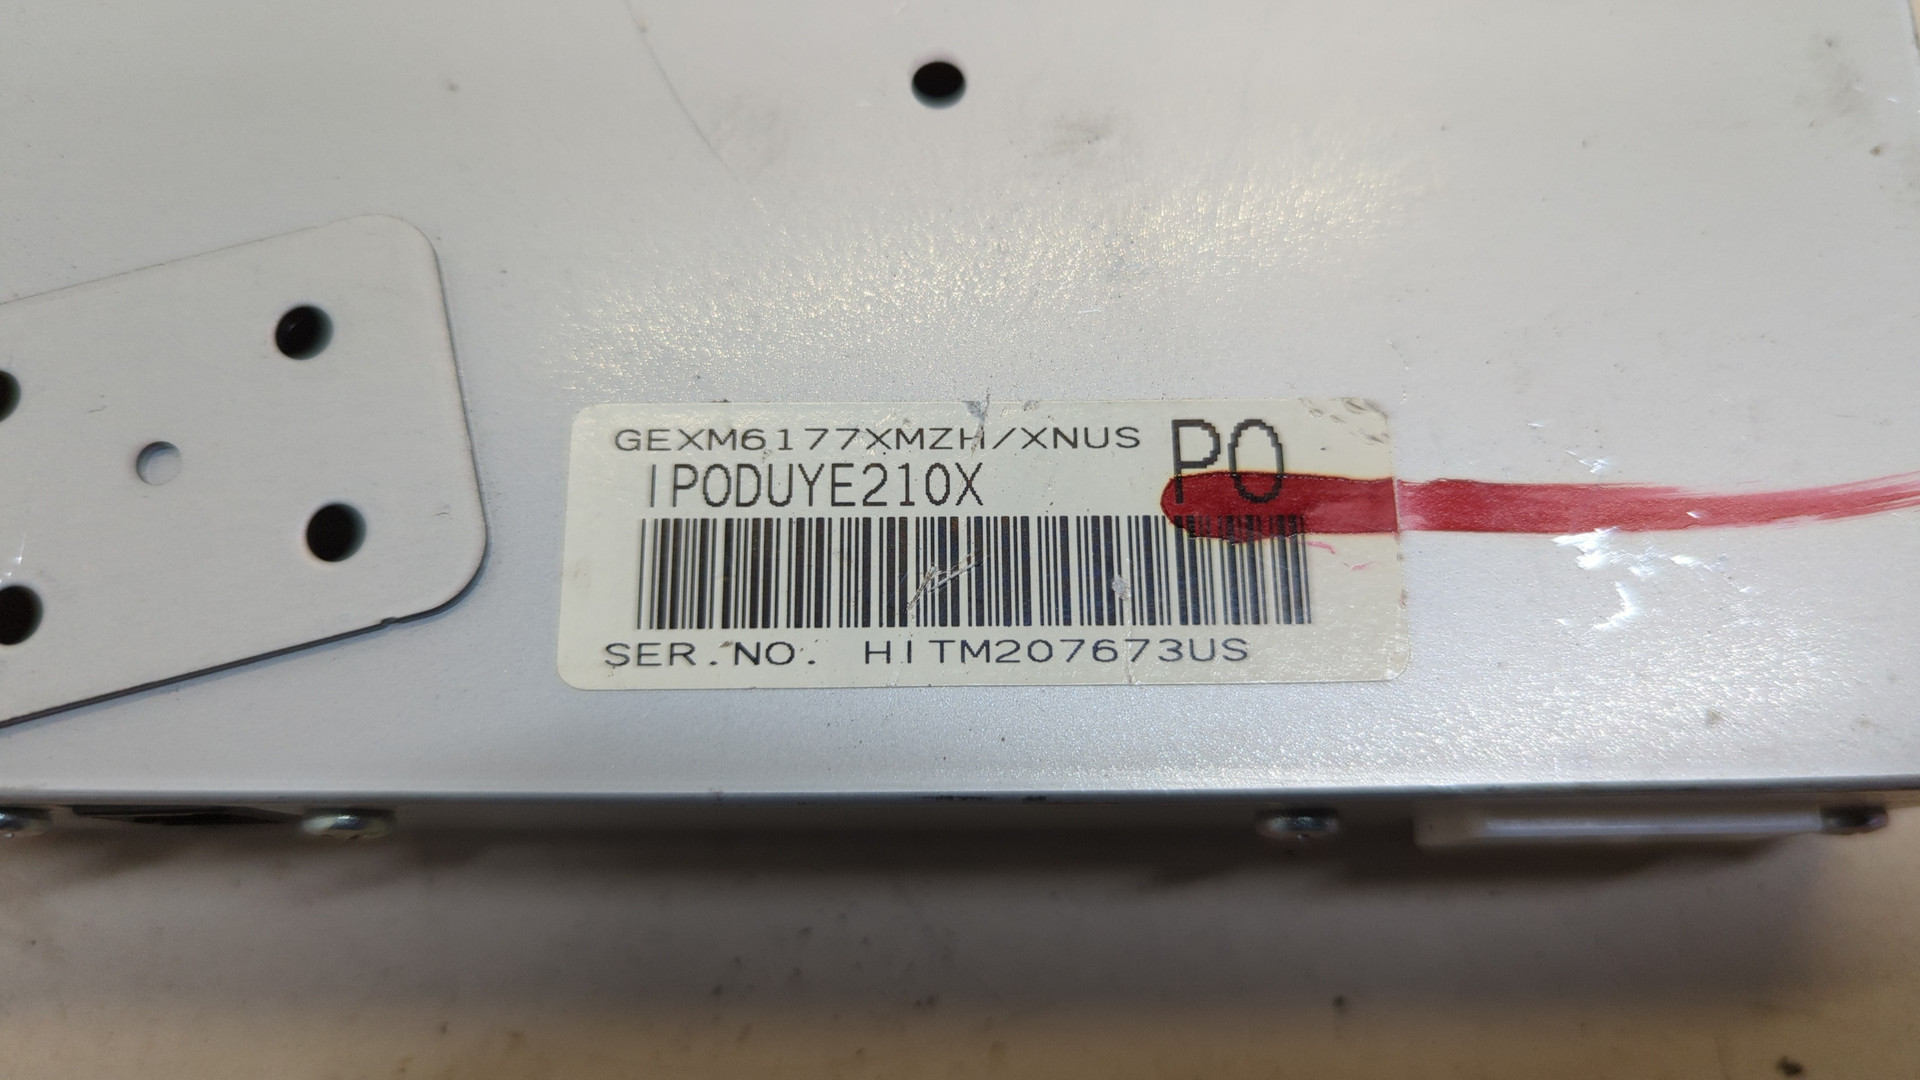 GEXM6177XMZH/XNUS P0
IPODUYE210X
SER.NO. HITM207673US